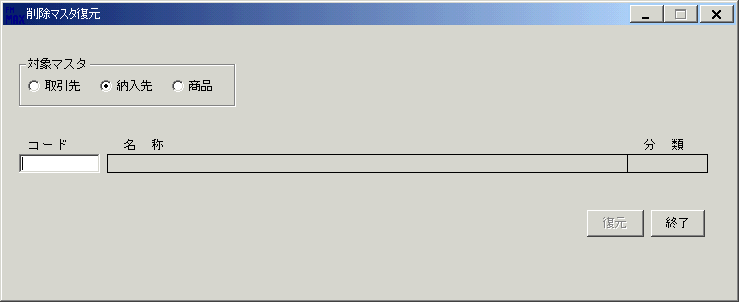 削除マスタ復元
対象マスタ
取引先 納入先 商品
コード 名 称 分 類
復元 終了